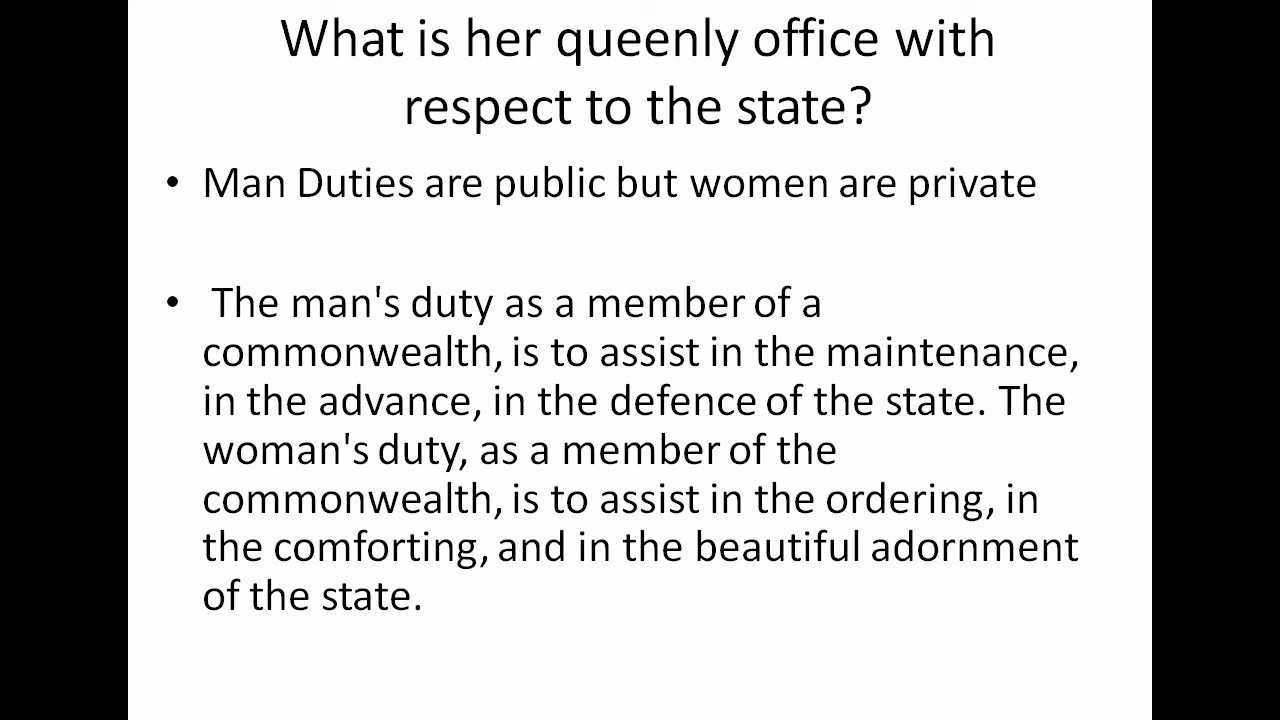 What is her queenly office with
respect to the state?
• Man Duties are public but women are private
• The man's duty as a member of a
commonwealth, is to assist in the maintenance,
in the advance, in the defence of the state. The
woman's duty, as a member of the
commonwealth, is to assist in the ordering, in
the comforting, and in the beautiful adornment
of the state.